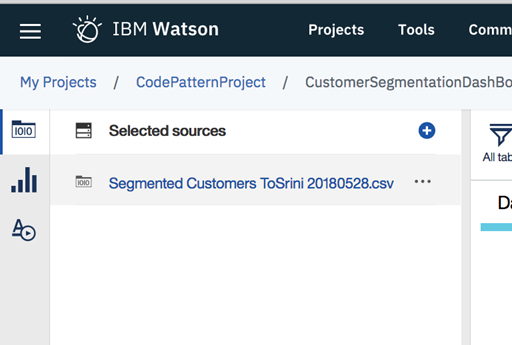 IBM Watson Projects Tools Comm
My Projects / CodePatternProject / CustomerSegmentationDashBo
Selected sources
All tab
Segmented Customers ToSrini 20180528.csv
Da